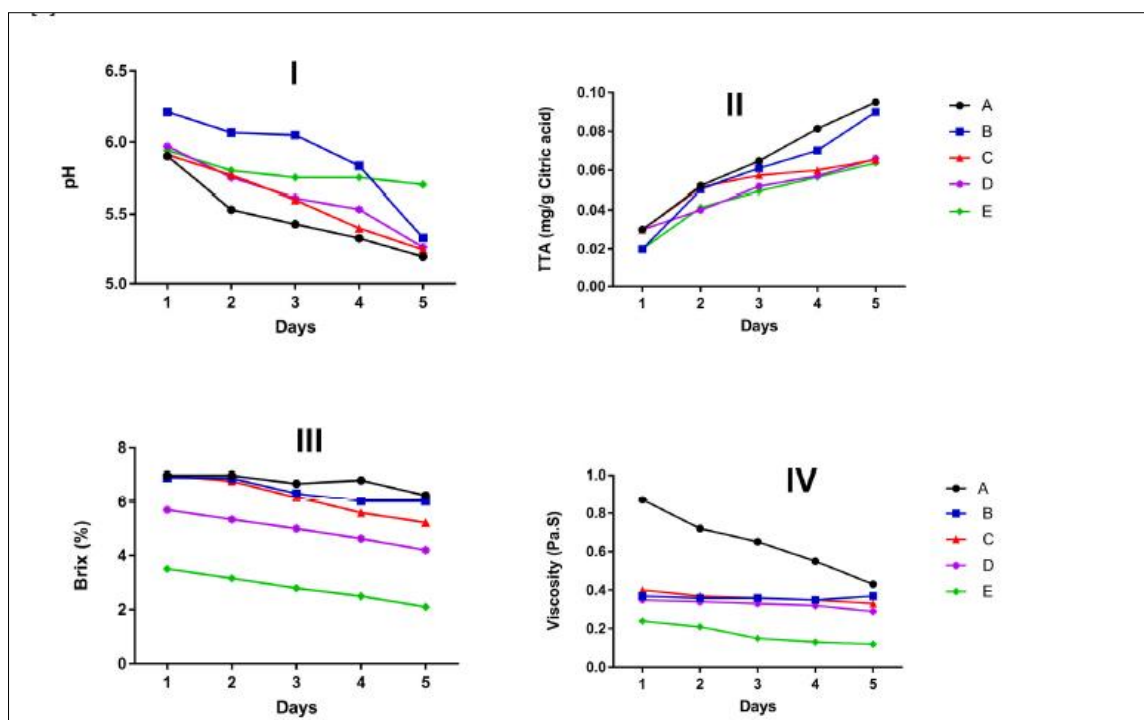 I
pH
6.5
6.0
5.5
5.0
1 2 3 4 5
Days
II
TTA (mg/g Citric acid)
0.10
0.08
0.06
0.04
0.02
0.00
1 2 3 4 5
Days
A
B
C
D
E
III
Brix (%)
8
6
4
2
0
1 2 3 4 5
Days
IV
Viscosity (Pa.S)
1.0
0.8
0.6
0.4
0.2
0.0
1 2 3 4 5
Days
A
B
C
D
E